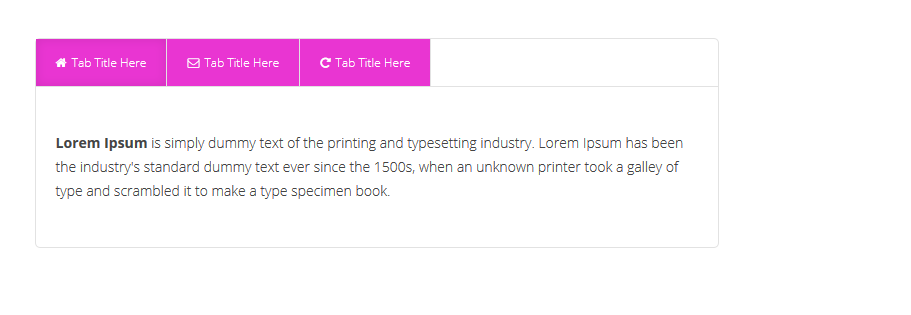 Tab Title Here Tab Title Here Tab Title Here
Lorem Ipsum is simply dummy text of the printing and typesetting industry. Lorem Ipsum has been
the industry's standard dummy text ever since the 1500s, when an unknown printer took a galley of
type and scrambled it to make a type specimen book.